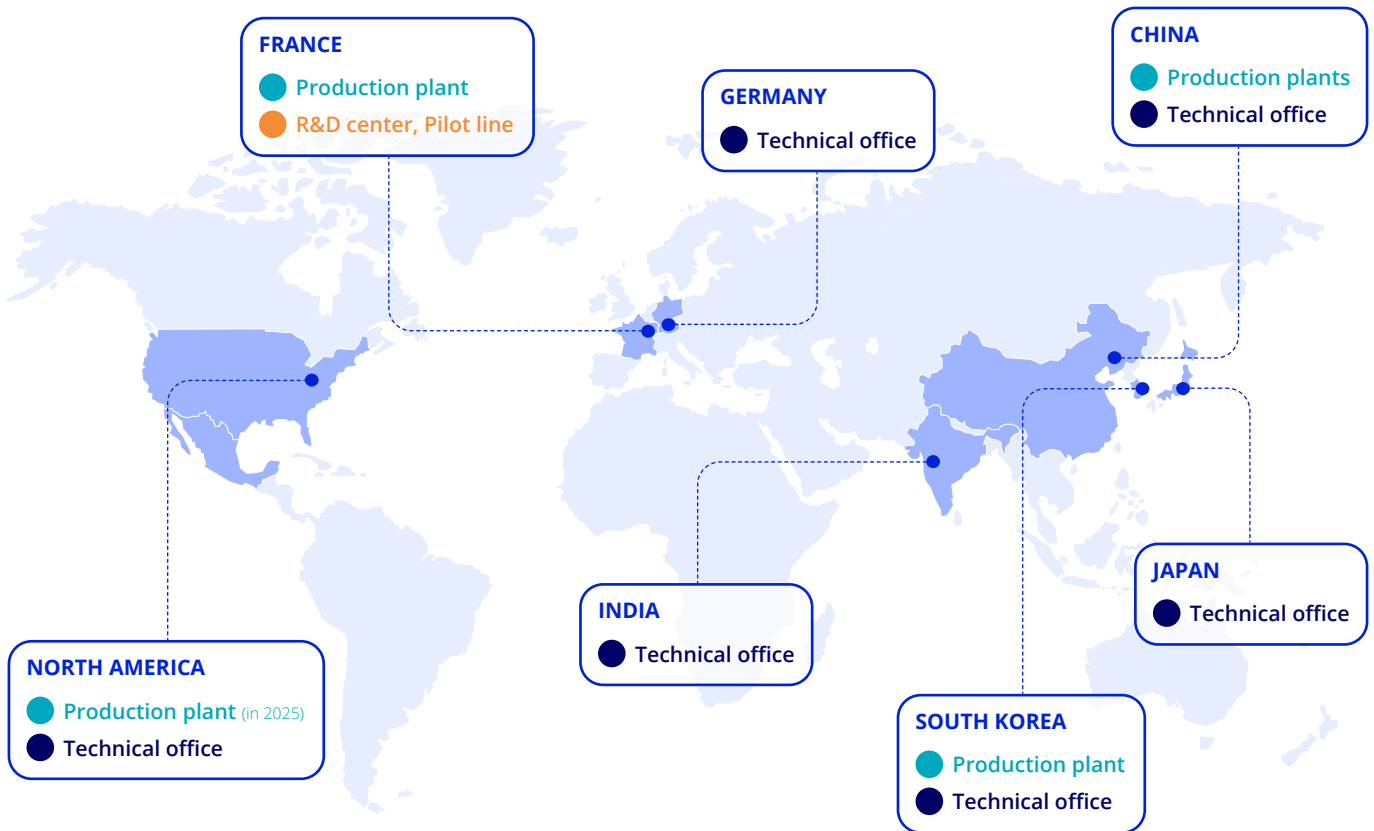 FRANCE
Production plant
R&D center, Pilot line
GERMANY
Technical office
CHINA
Production plants
Technical office
NORTH AMERICA
Production plant (in 2025)
Technical office
INDIA
Technical office
SOUTH KOREA
Production plant
Technical office
JAPAN
Technical office